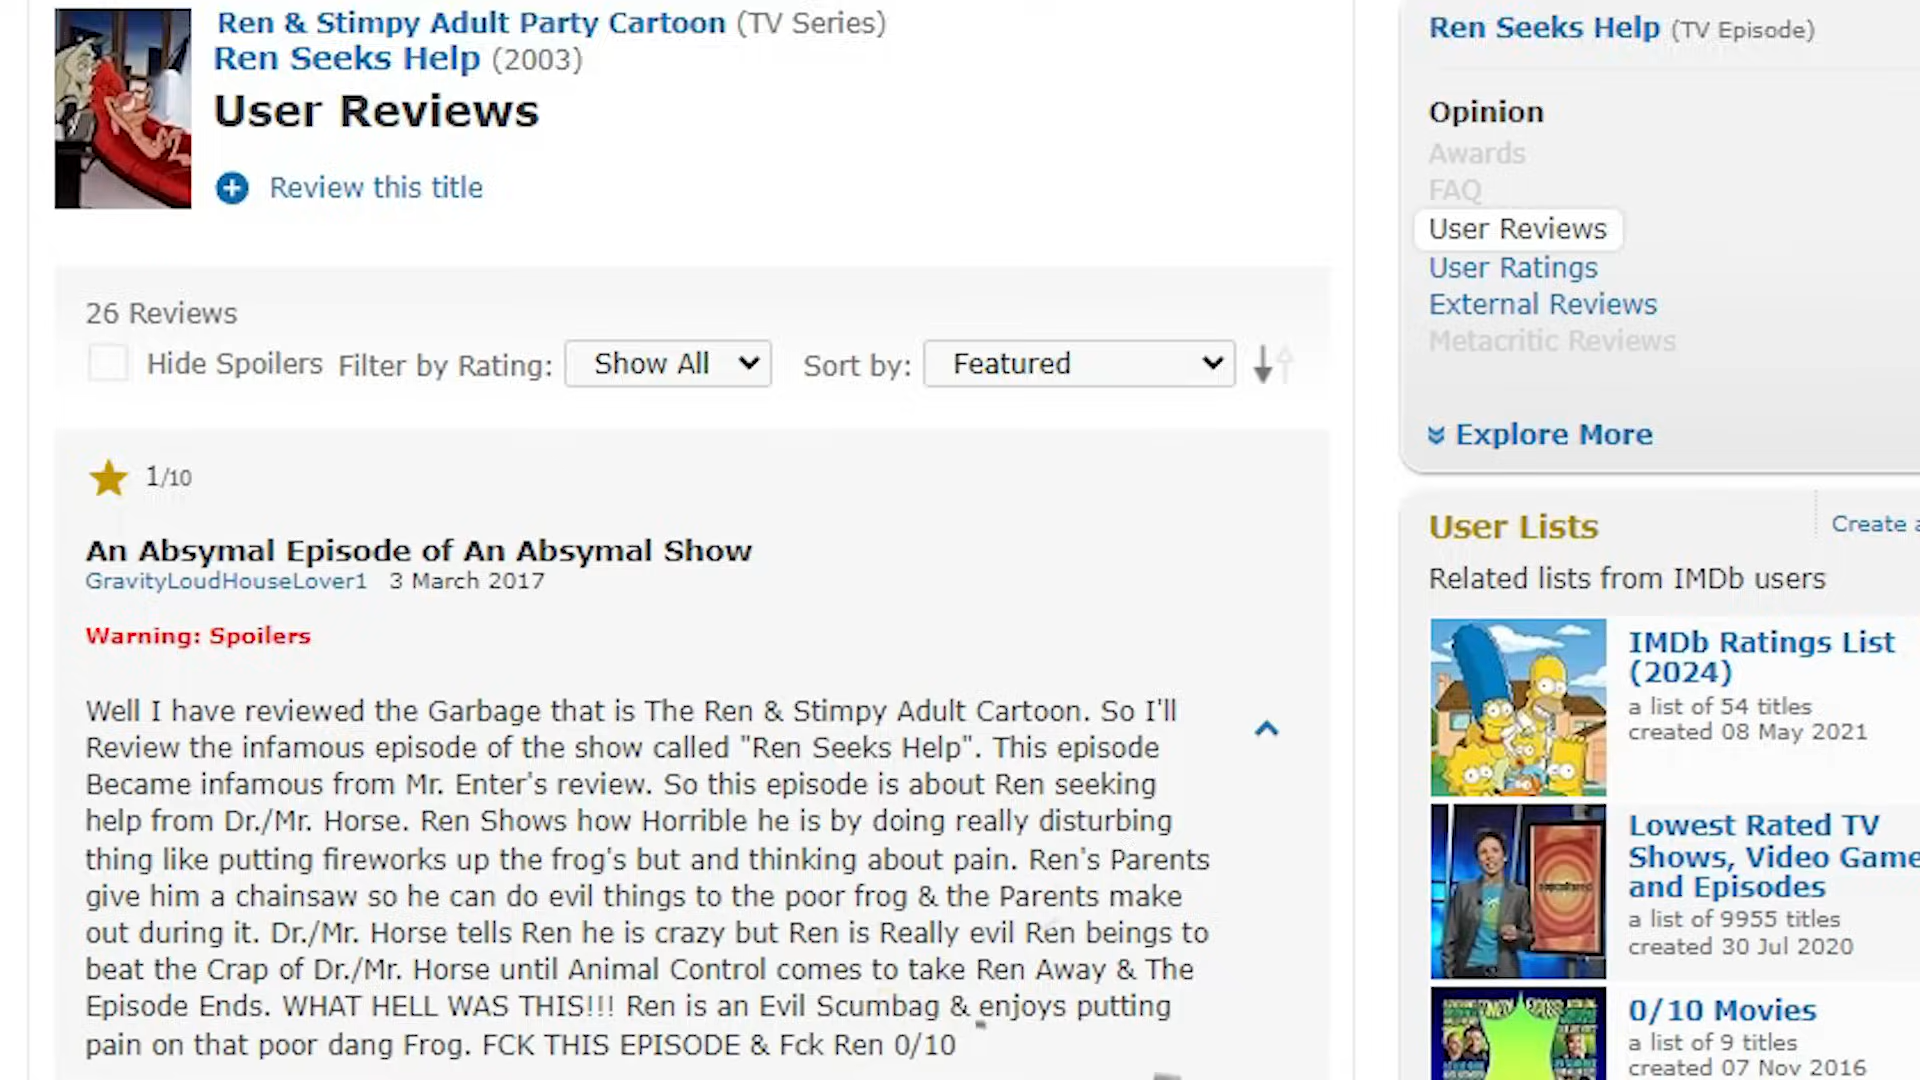 Ren & Stimpy Adult Party Cartoon (TV Series)
Ren Seeks Help (2003)
User Reviews
Review this title
26 Reviews
Hide Spoilers Filter by Rating: Show All Sort by: Featured
1/10
An Absymal Episode of An Absymal Show
GravityLoudHouseLover1 3 March 2017
Warning: Spoilers
Well I have reviewed the Garbage that is The Ren & Stimpy Adult Cartoon. So I'll
Review the infamous episode of the show called "Ren Seeks Help". This episode
Became infamous from Mr. Enter's review. So this episode is about Ren seeking
help from Dr./Mr. Horse. Ren Shows how Horrible he is by doing really disturbing
thing like putting fireworks up the frog's but and thinking about pain. Ren's Parents
give him a chainsaw so he can do evil things to the poor frog & the Parents make
out during it. Dr./Mr. Horse tells Ren he is crazy but Ren is Really evil Ren beings to
beat the Crap of Dr./Mr. Horse until Animal Control comes to take Ren Away & The
Episode Ends. WHAT HELL WAS THIS!!! Ren is an Evil Scumbag & enjoys putting
pain on that poor dang Frog. FCK THIS EPISODE & Fck Ren 0/10
Ren Seeks Help (TV Episode)
Opinion
Awards
FAQ
User Reviews
User Ratings
External Reviews
Metacritic Reviews
Explore More
User Lists
Create
Related lists from IMDb users
IMDb Ratings List
(2024)
a list of 54 titles
created 08 May 2021
Lowest Rated TV
Shows, Video Game
and Episodes
a list of 9955 titles
created 30 Jul 2020
0/10 Movies
a list of 9 titles
created 07 Nov 2016